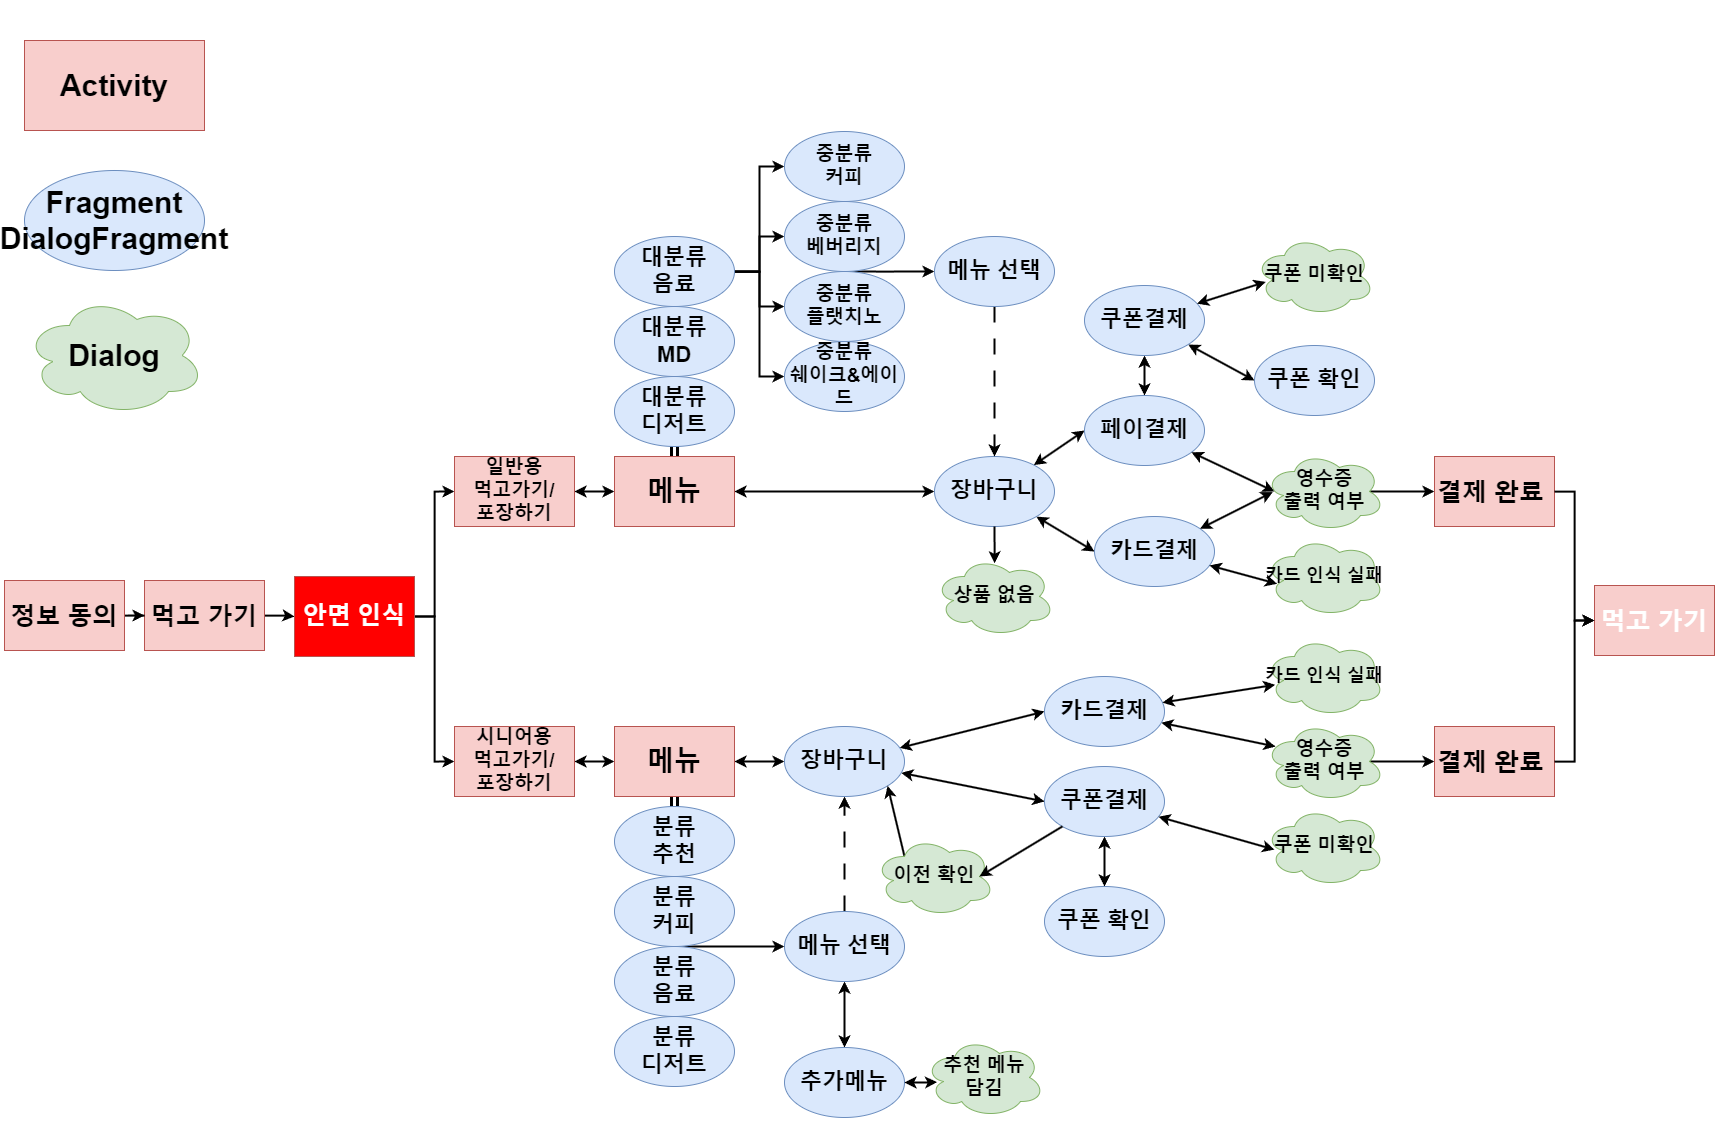 Activity
Fragment
DialogFragment
Dialog
중분류
커피
중분류
베버리지
중분류
플랫치노
중분류
쉐이크&에이
드
대분류
음료
대분류
MD
대분류
디저트
메뉴 선택
쿠폰 미확인
쿠폰결제
쿠폰 확인
페이결제
일반용
먹고가기/
포장하기
메뉴
장바구니
영수증
출력 여부
결제 완료
카드결제
카드 인식 실패
상품 없음
정보 동의
먹고 가기
안면 인식
먹고 가기
시니어용
먹고가기/
포장하기
메뉴
장바구니
카드결제
카드 인식 실패
영수증
출력 여부
결제 완료
쿠폰결제
쿠폰 미확인
이전 확인
쿠폰 확인
분류
추천
분류
커피
분류
음료
분류
디저트
메뉴 선택
추가메뉴
추천 메뉴
담김